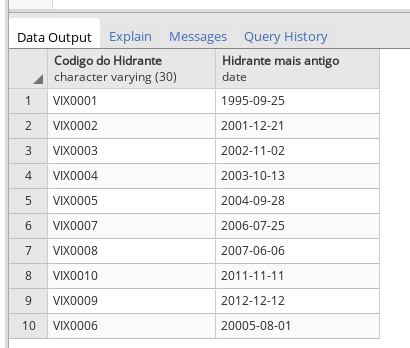 Data Output Explain Messages Query History
Codigo do Hidrante Hidrante mais antigo
character varying (30) date
1 VIX0001 1995-09-25
2 VIX0002 2001-12-21
3 VIX0003 2002-11-02
4 VIX0004 2003-10-13
5 VIX0005 2004-09-28
6 VIX0007 2006-07-25
7 VIX0008 2007-06-06
8 VIX0010 2011-11-11
9 VIX0009 2012-12-12
10 VIX0006 20005-08-01